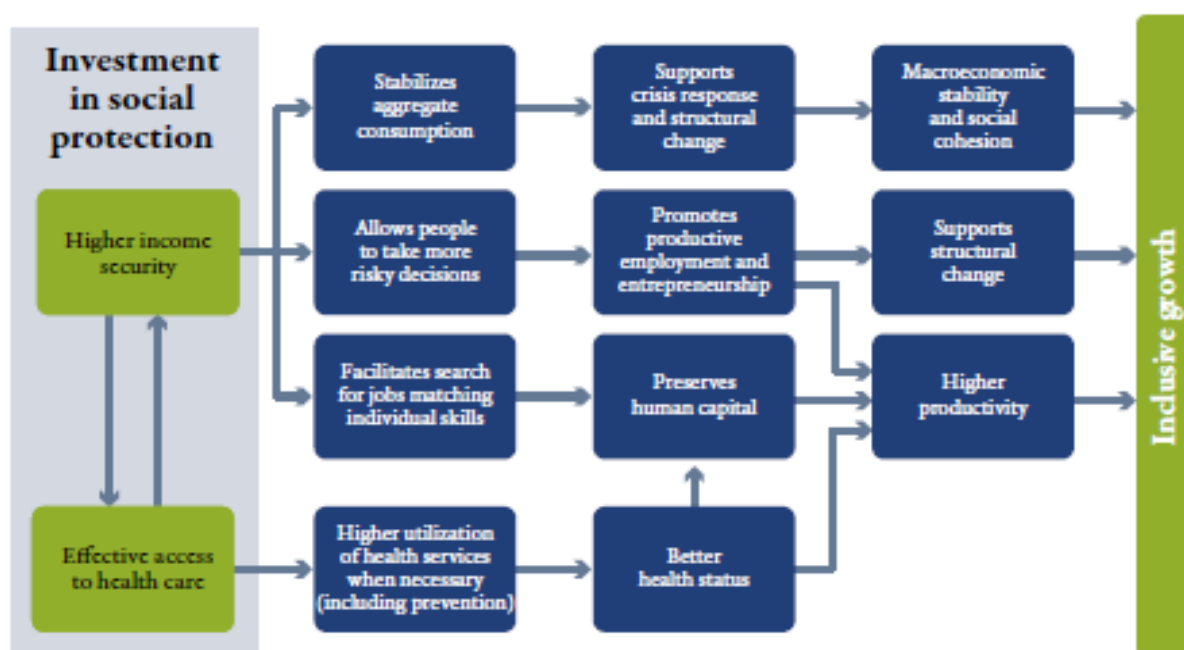 Investment
in social
protection
Higher income
security
Effective access
to health care
Stabilizes
aggregate
consumption
Supports
crisis response
and structural
change
Macroeconomic
stability
and social
cohesion
Allows people
to take more
risky decisions
Promotes
productive
employment and
entrepreneurship
Supports
structural
change
Facilitates search
for jobs matching
individual skills
Preserves
human capital
Higher
productivity
Higher utilization
of health services
when necessary
(including prevention)
Better
health status
Inclusive growth